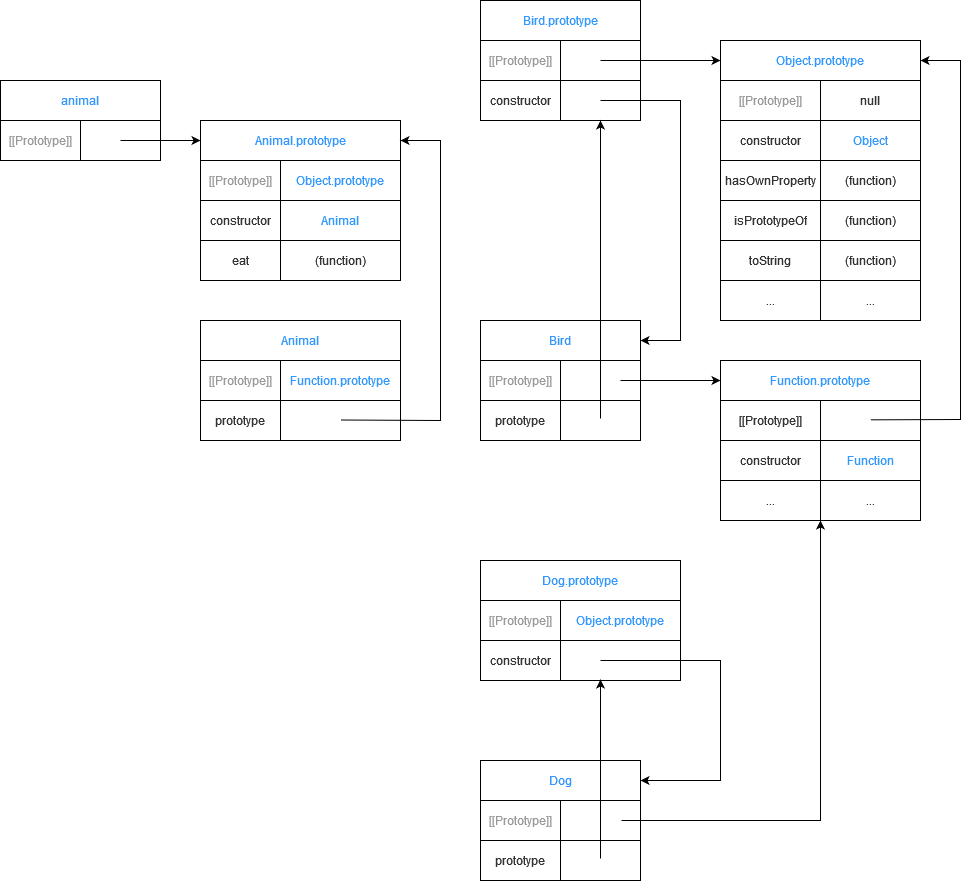 animal
[[Prototype]]
Animal.prototype
[[Prototype]] Object.prototype
constructor Animal
eat (function)
Animal
[[Prototype]] Function.prototype
prototype
Bird.prototype
[[Prototype]]
constructor
Bird
[[Prototype]]
prototype
Object.prototype
[[Prototype]] null
constructor Object
hasOwnProperty (function)
isPrototypeOf (function)
toString (function)
... ...
Function.prototype
[[Prototype]]
constructor Function
... ...
Dog.prototype
[[Prototype]] Object.prototype
constructor
Dog
[[Prototype]]
prototype